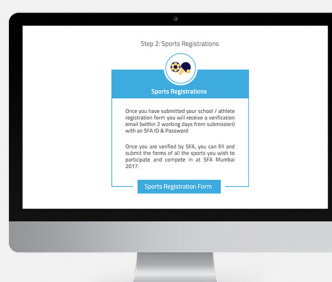 Step 2: Sports Registrations
Sports Registrations
Once you have submitted your school / athlete
registration form you will receive a verification
email (within 2 working days from submission)
with an SFA ID & Password
Once you are verified by SFA, you can fill and
submit the forms of all the sports you wish to
participate and compete in at SFA Mumbai
2017.
Sports Registration Form